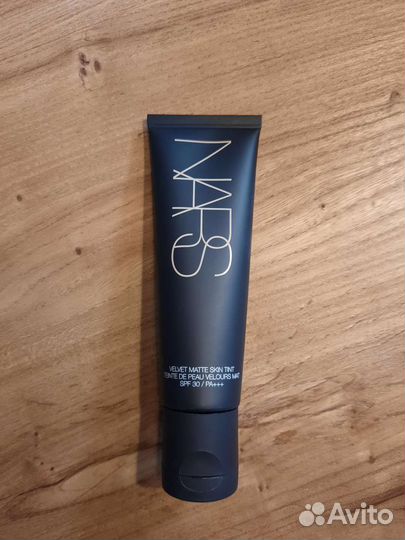 NARS
VELVET MATTE SKIN TINT
TEINTE DE PEAU VELOURS MAT
SPF 30 / PA+++
Avito